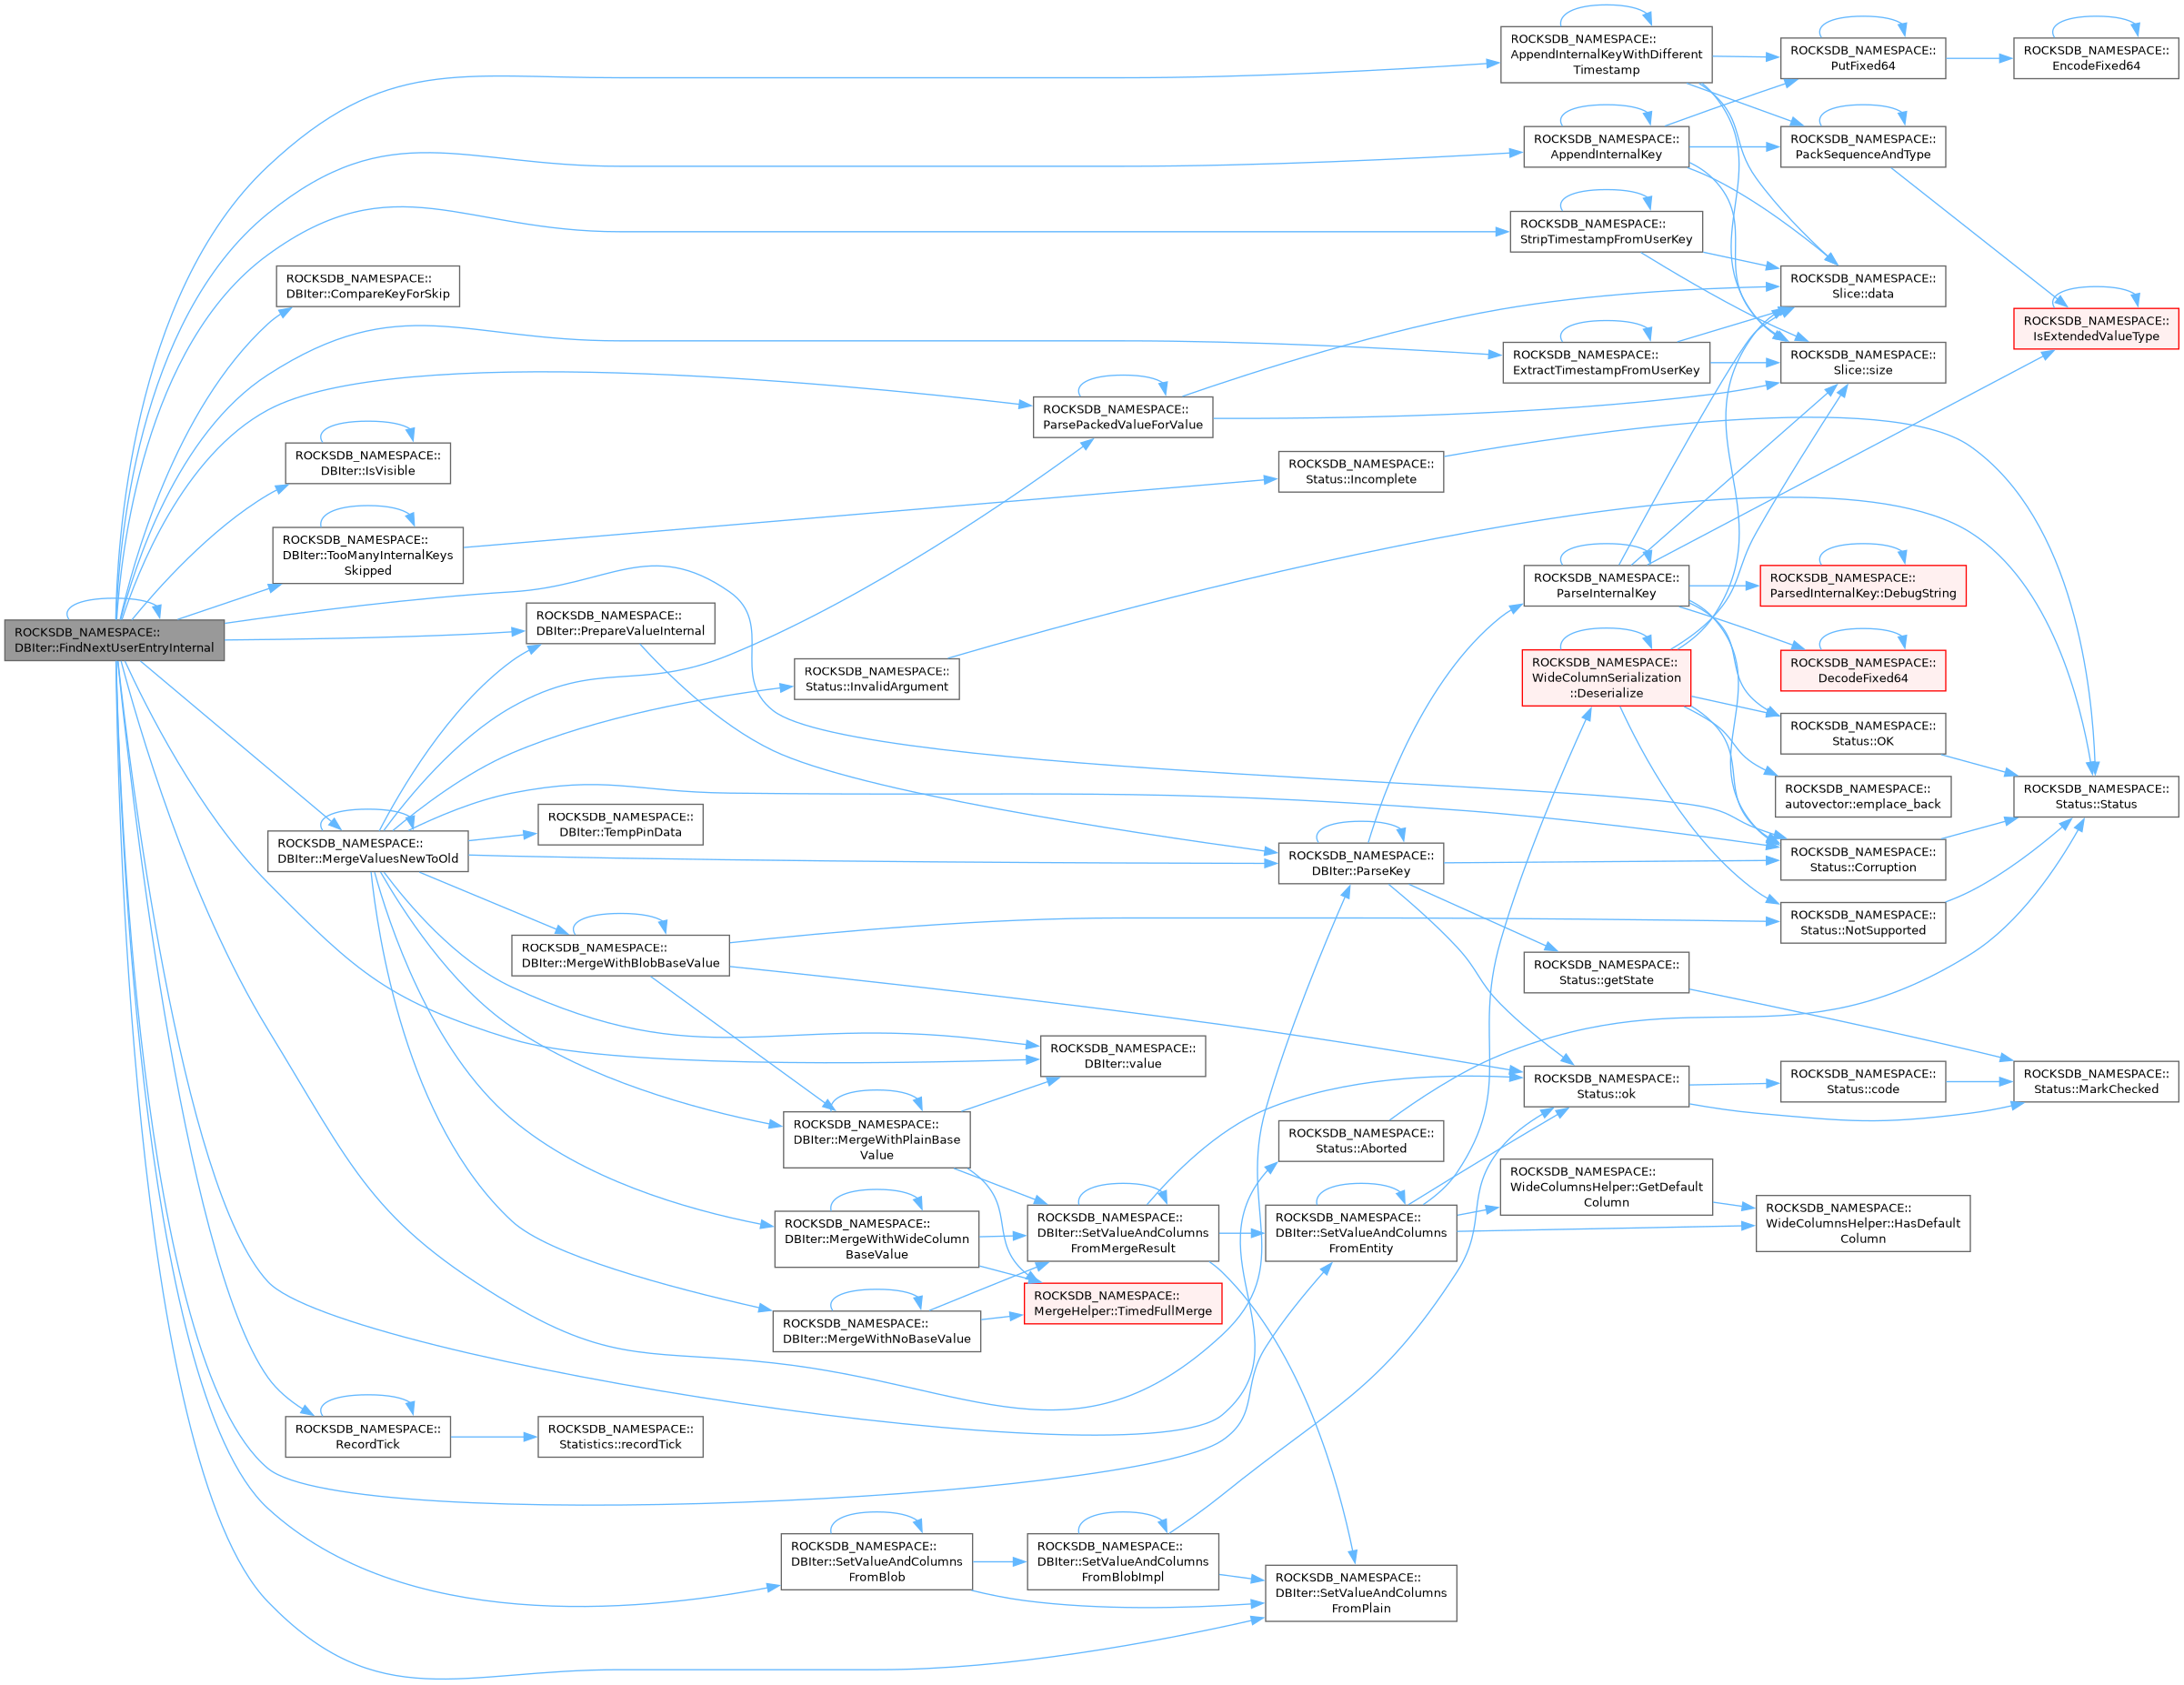 ROCKSDB_NAMESPACE::
DBIter::FindNextUserEntryInternal
ROCKSDB_NAMESPACE::
DBIter::CompareKeyForSkip
ROCKSDB_NAMESPACE::
DBIter::IsVisible
ROCKSDB_NAMESPACE::
DBIter::TooManyInternalKeys
Skipped
ROCKSDB_NAMESPACE::
DBIter::MergeValuesNewToOld
ROCKSDB_NAMESPACE::
RecordTick
ROCKSDB_NAMESPACE::
DBIter::PrepareValueInternal
ROCKSDB_NAMESPACE::
DBIter::TempPinData
ROCKSDB_NAMESPACE::
DBIter::MergeWithBlobBaseValue
ROCKSDB_NAMESPACE::
Statistics::recordTick
ROCKSDB_NAMESPACE::
Status::InvalidArgument
ROCKSDB_NAMESPACE::
DBIter::MergeWithPlainBase
Value
ROCKSDB_NAMESPACE::
DBIter::MergeWithWideColumn
BaseValue
ROCKSDB_NAMESPACE::
DBIter::MergeWithNoBaseValue
ROCKSDB_NAMESPACE::
DBIter::SetValueAndColumns
FromBlob
ROCKSDB_NAMESPACE::
ParsePackedValueForValue
ROCKSDB_NAMESPACE::
DBIter::value
ROCKSDB_NAMESPACE::
DBIter::SetValueAndColumns
FromMergeResult
ROCKSDB_NAMESPACE::
MergeHelper::TimedFullMerge
ROCKSDB_NAMESPACE::
DBIter::SetValueAndColumns
FromBlobImpl
ROCKSDB_NAMESPACE::
Status::Incomplete
ROCKSDB_NAMESPACE::
DBIter::ParseKey
ROCKSDB_NAMESPACE::
Status::Aborted
ROCKSDB_NAMESPACE::
DBIter::SetValueAndColumns
FromEntity
ROCKSDB_NAMESPACE::
DBIter::SetValueAndColumns
FromPlain
ROCKSDB_NAMESPACE::
AppendInternalKeyWithDifferent
Timestamp
ROCKSDB_NAMESPACE::
AppendInternalKey
ROCKSDB_NAMESPACE::
StripTimestampFromUserKey
ROCKSDB_NAMESPACE::
ExtractTimestampFromUserKey
ROCKSDB_NAMESPACE::
ParseInternalKey
ROCKSDB_NAMESPACE::
WideColumnSerialization
::Deserialize
ROCKSDB_NAMESPACE::
Status::getState
ROCKSDB_NAMESPACE::
Status::ok
ROCKSDB_NAMESPACE::
WideColumnsHelper::GetDefault
Column
ROCKSDB_NAMESPACE::
PutFixed64
ROCKSDB_NAMESPACE::
PackSequenceAndType
ROCKSDB_NAMESPACE::
Slice::data
ROCKSDB_NAMESPACE::
Slice::size
ROCKSDB_NAMESPACE::
ParsedInternalKey::DebugString
ROCKSDB_NAMESPACE::
DecodeFixed64
ROCKSDB_NAMESPACE::
Status::OK
ROCKSDB_NAMESPACE::
autovector::emplace_back
ROCKSDB_NAMESPACE::
Status::Corruption
ROCKSDB_NAMESPACE::
Status::NotSupported
ROCKSDB_NAMESPACE::
Status::code
ROCKSDB_NAMESPACE::
WideColumnsHelper::HasDefault
Column
ROCKSDB_NAMESPACE::
EncodeFixed64
ROCKSDB_NAMESPACE::
IsExtendedValueType
ROCKSDB_NAMESPACE::
Status::Status
ROCKSDB_NAMESPACE::
Status::MarkChecked